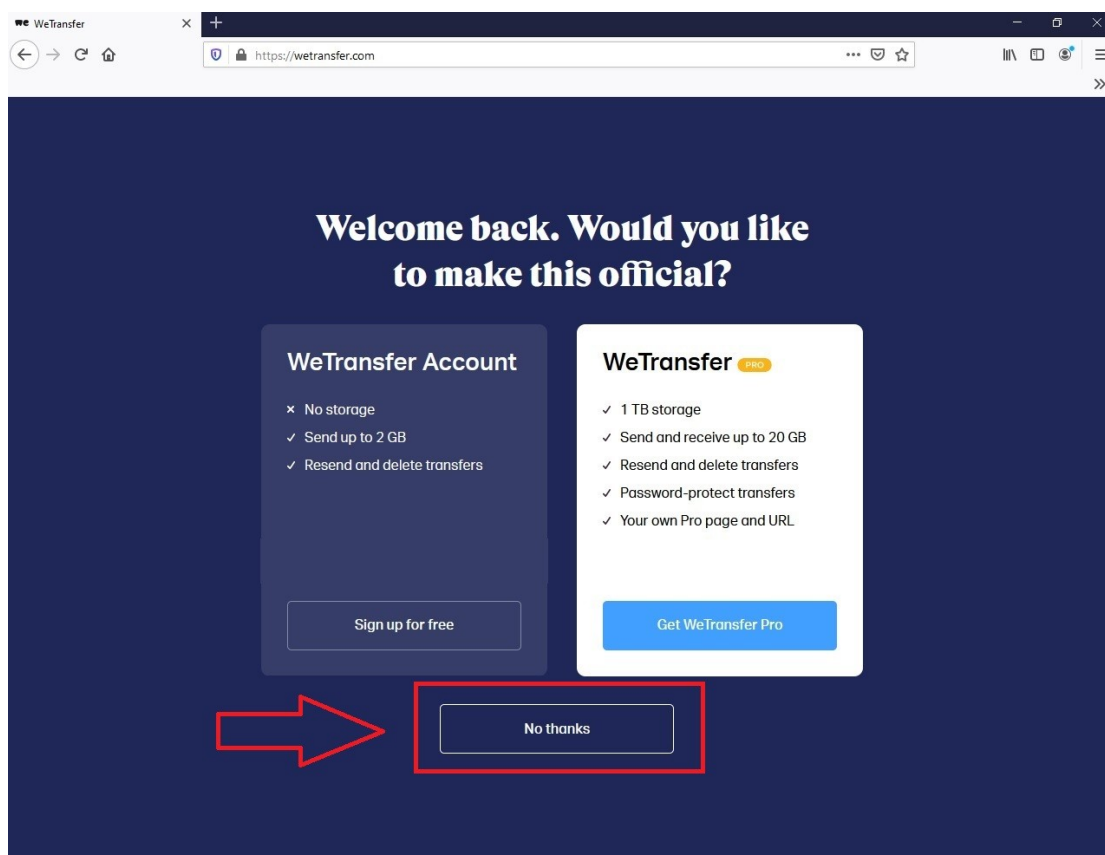 we WeTransfer
https://wetransfer.com
Welcome back. Would you like
to make this official?
WeTransfer Account
No storage
Send up to 2 GB
Resend and delete transfers
Sign up for free
WeTransfer PRO
1 TB storage
Send and receive up to 20 GB
Resend and delete transfers
Password-protect transfers
Your own Pro page and URL
Get WeTransfer Pro
No thanks